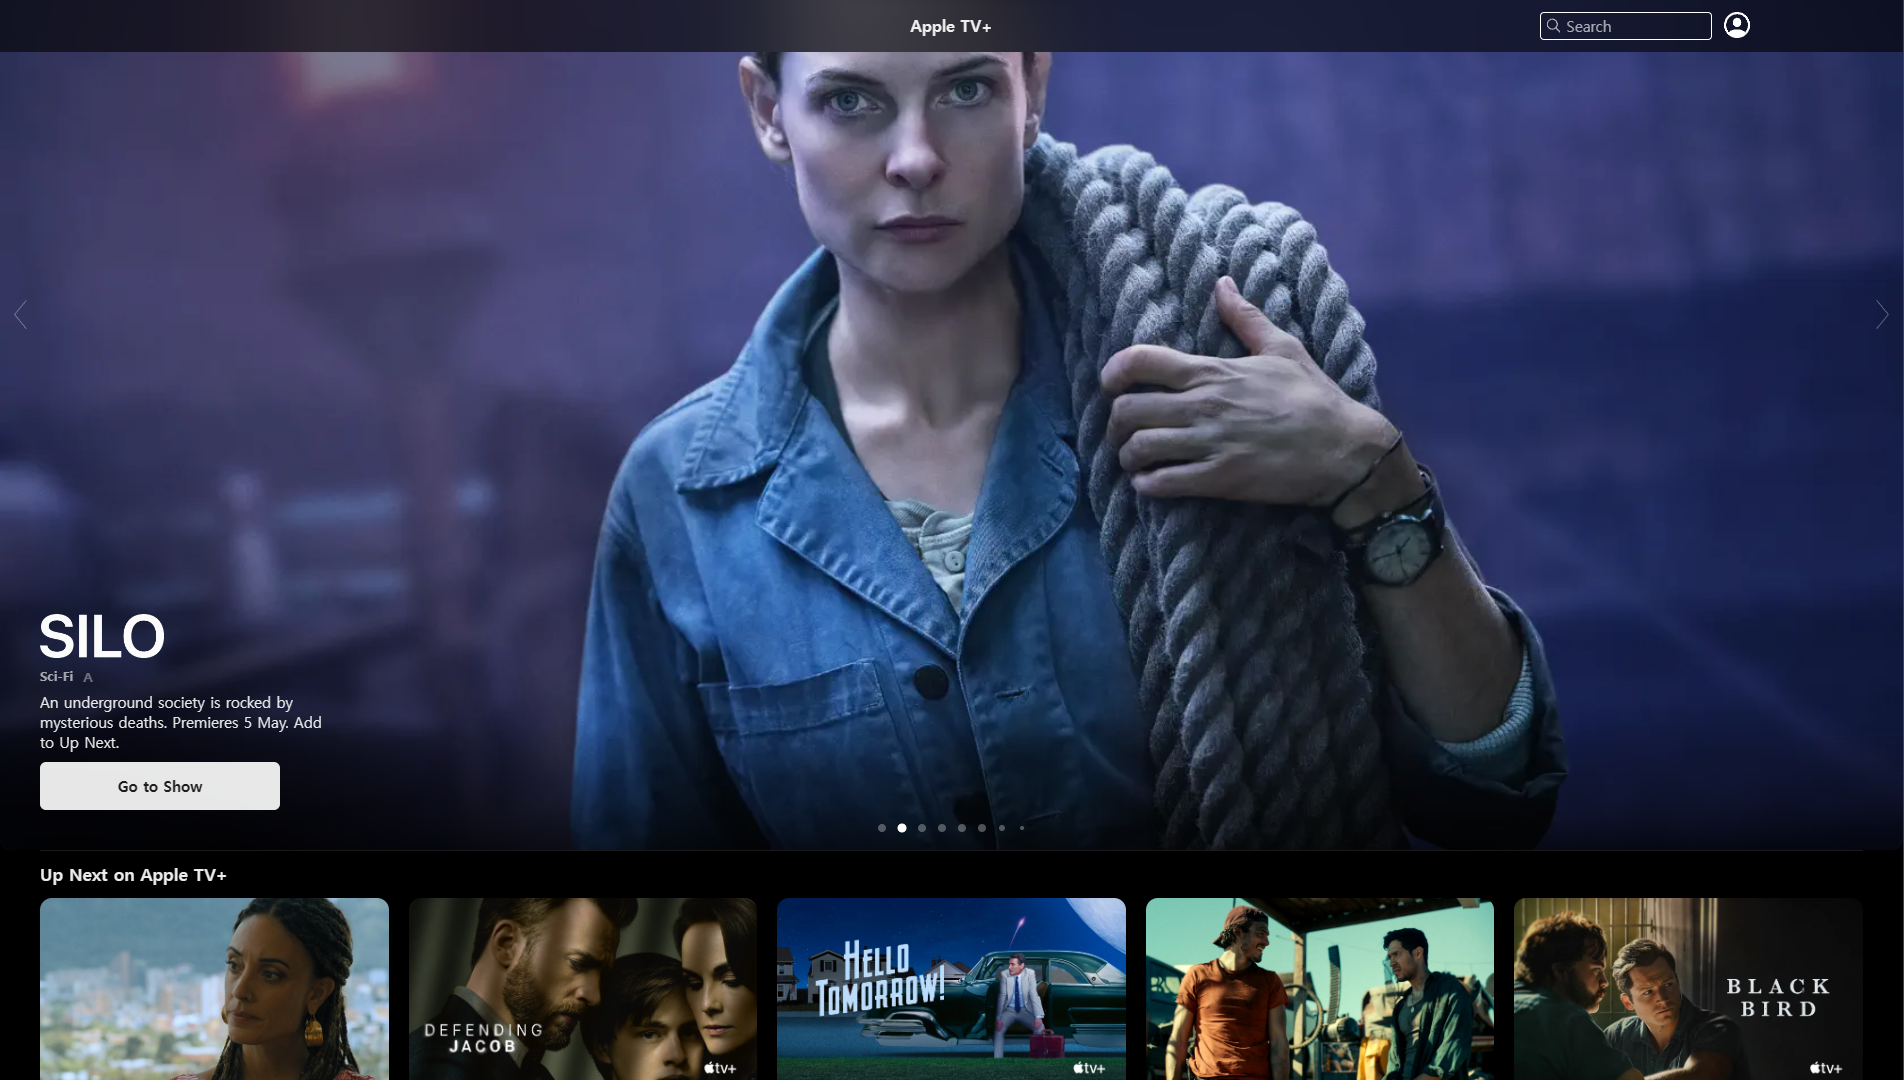 Apple TV+
Search
SILO
Sci-Fi A
An underground society is rocked by
mysterious deaths. Premieres 5 May. Add
to Up Next.
Go to Show
Up Next on Apple TV+
DEFENDING
JACOB
tv+
HELLO
TOMORROW!
tv+
BLACK
BIRD
tv+